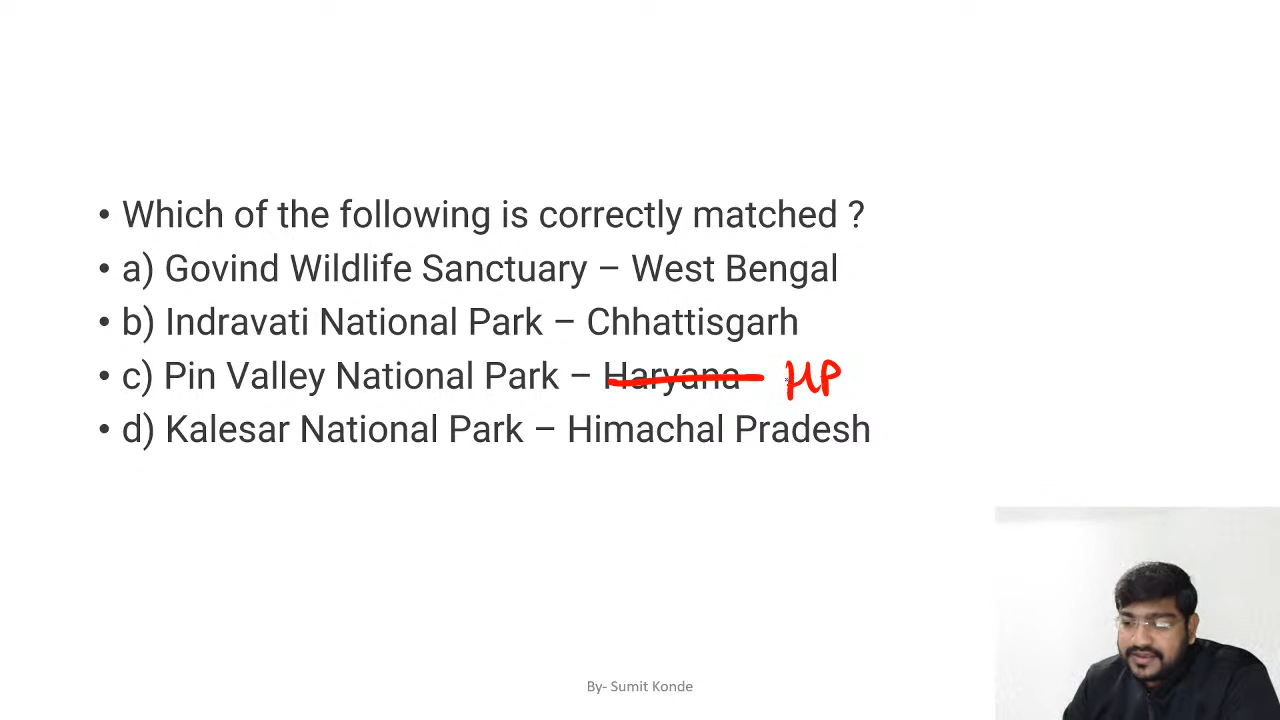 • Which of the following is correctly matched ?
• a) Govind Wildlife Sanctuary – West Bengal
• b) Indravati National Park – Chhattisgarh
• c) Pin Valley National Park – Haryana HP
• d) Kalesar National Park – Himachal Pradesh
By- Sumit Konde